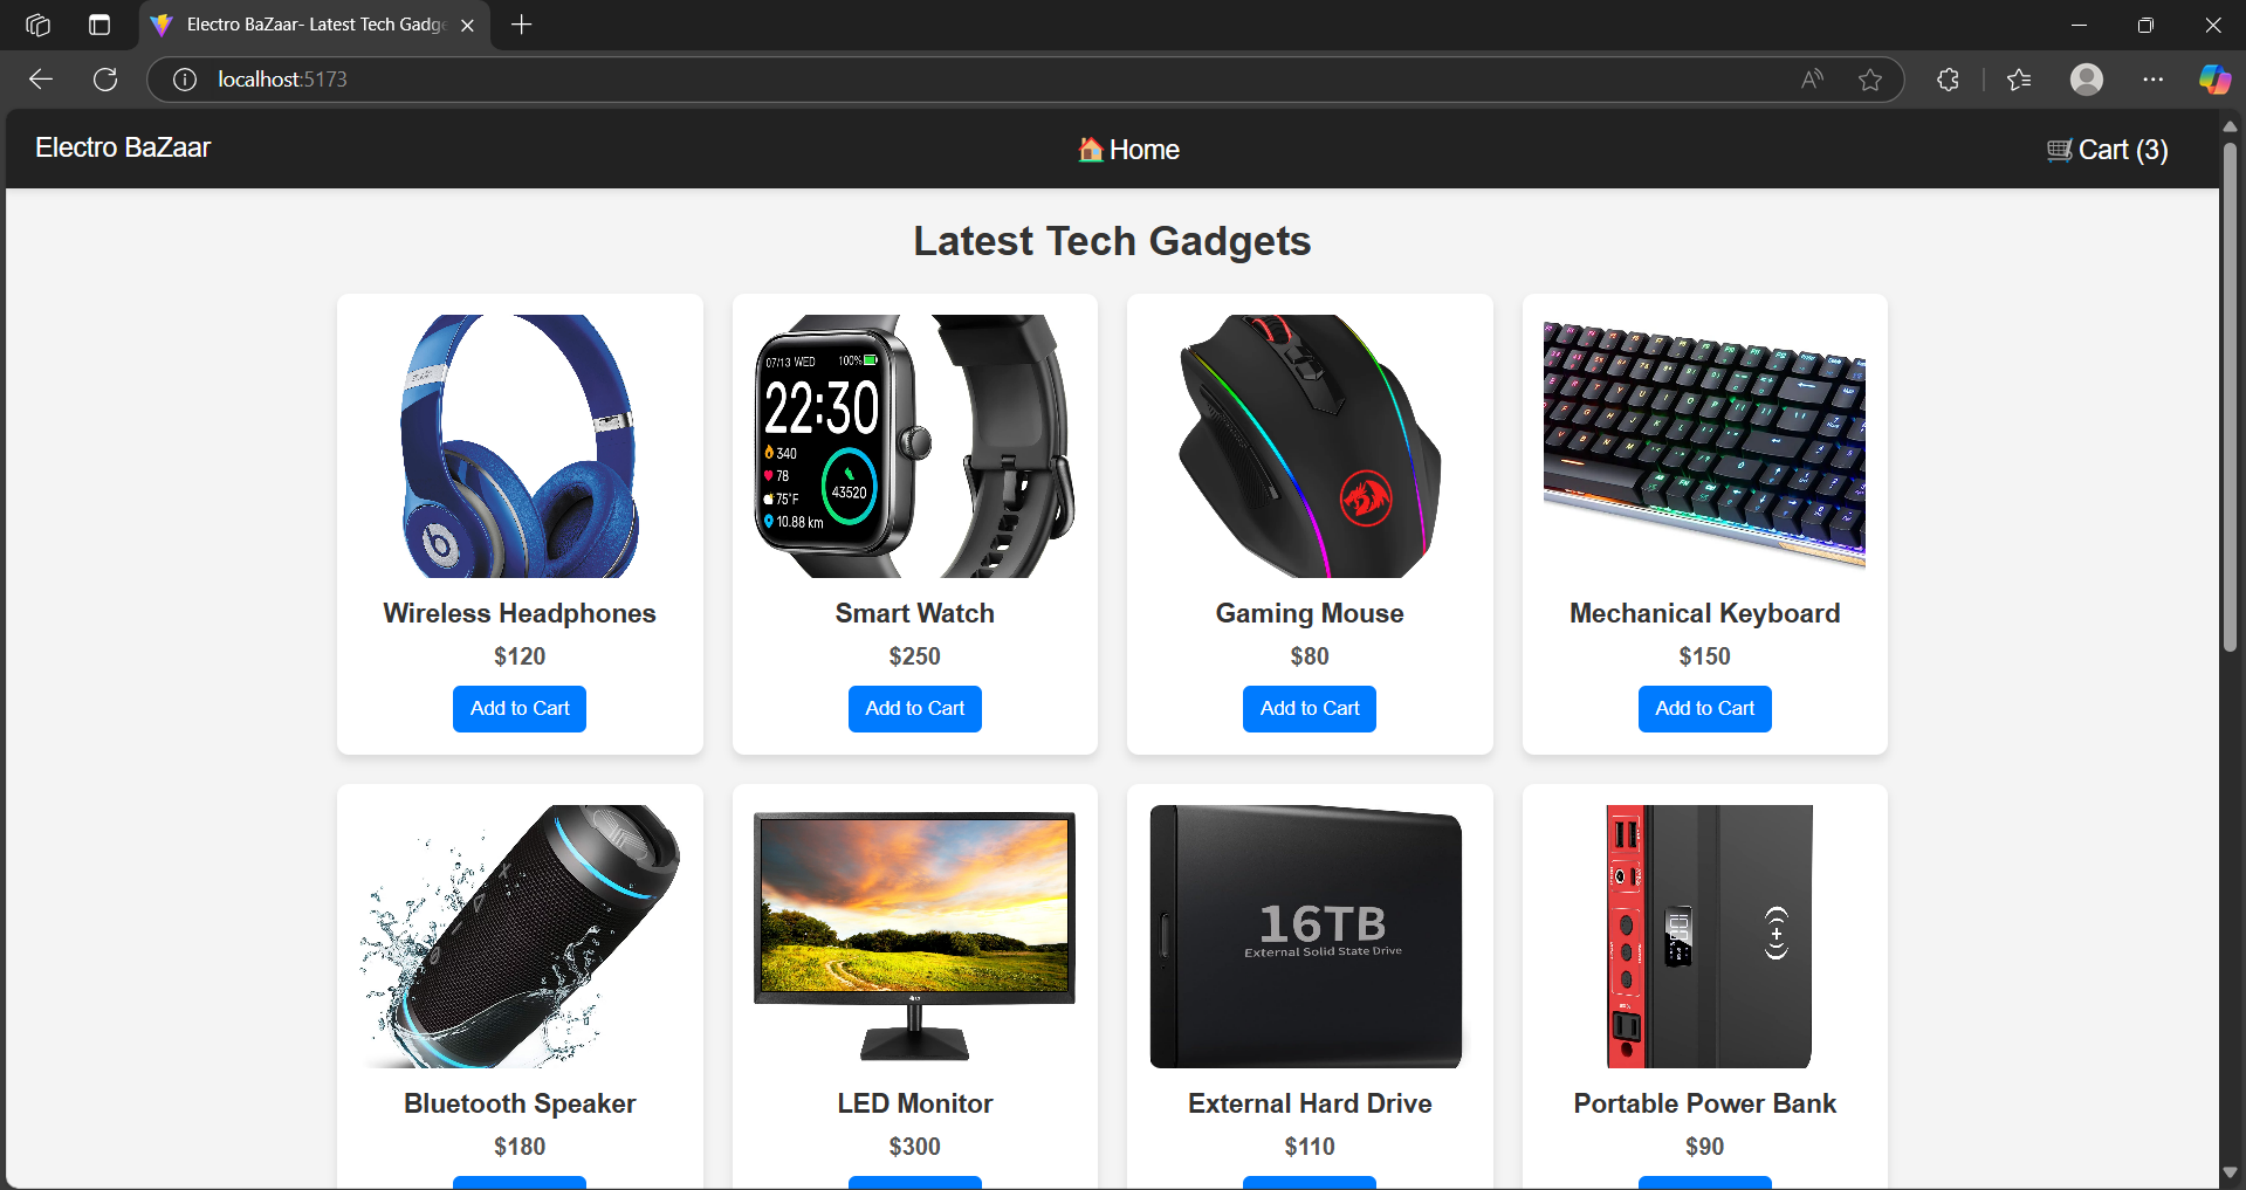 Electro BaZaar- Latest Tech Gadge
localhost:5173
Electro BaZaar
Home
Cart (3)
Latest Tech Gadgets
07/13 WED 100%
22:30
340
78
75°F
10.88 km
43520
Wireless Headphones
$120
Add to Cart
Smart Watch
$250
Add to Cart
Gaming Mouse
$80
Add to Cart
Mechanical Keyboard
$150
Add to Cart
16TB
External Solid State Drive
Bluetooth Speaker
$180
LED Monitor
$300
External Hard Drive
$110
Portable Power Bank
$90